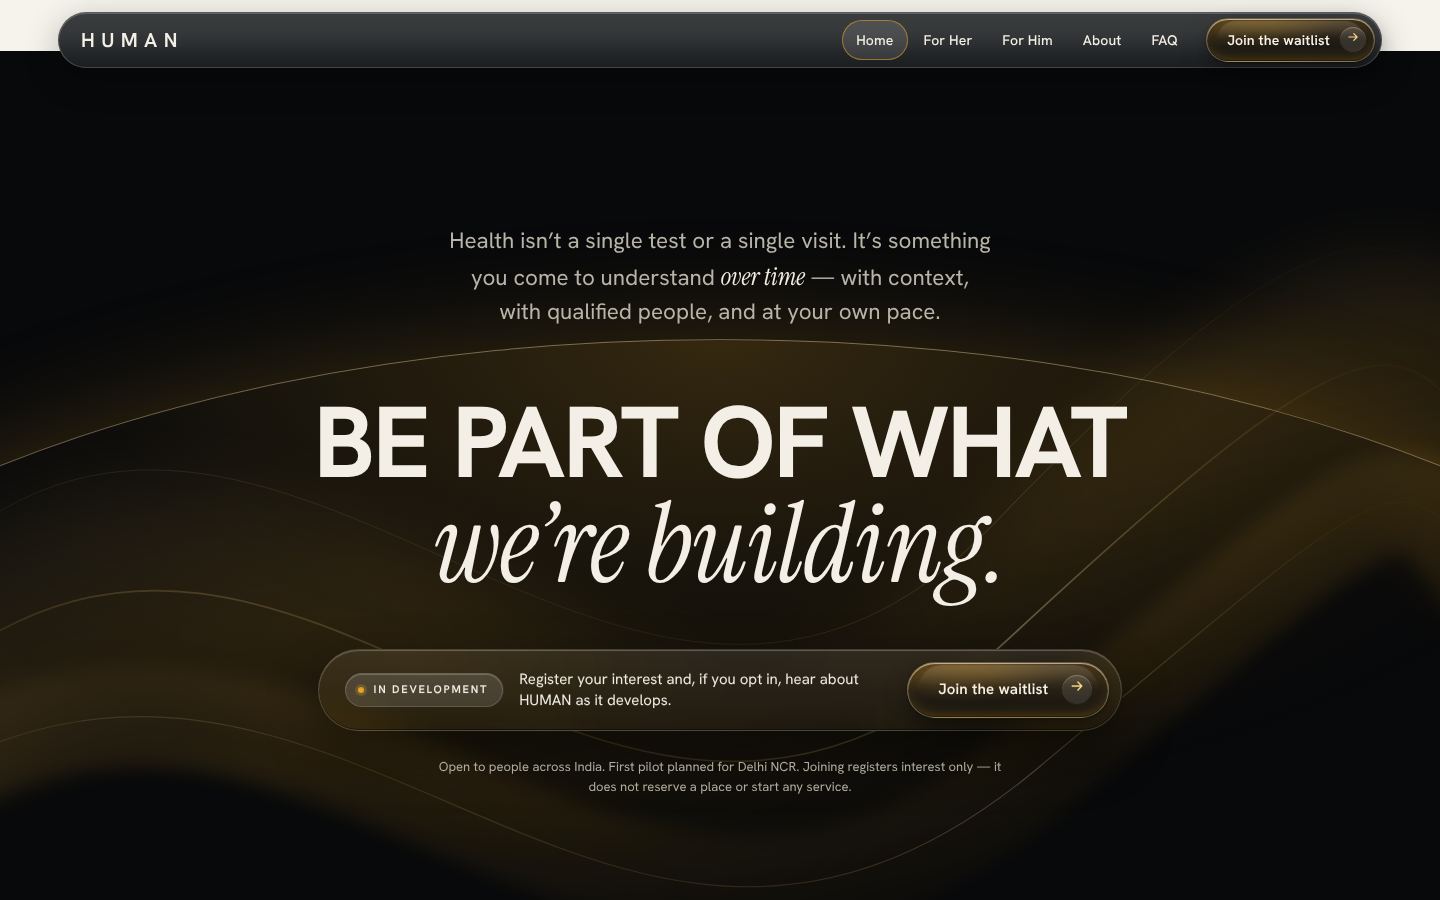 HUMAN
Home
For Her
For Him
About
FAQ
Join the waitlist →
Health isn’t a single test or a single visit. It’s something
you come to understand over time — with context,
with qualified people, and at your own pace.
BE PART OF WHAT
we’re building.
IN DEVELOPMENT
Register your interest and, if you opt in, hear about
HUMAN as it develops.
Join the waitlist →
Open to people across India. First pilot planned for Delhi NCR. Joining registers interest only — it
does not reserve a place or start any service.